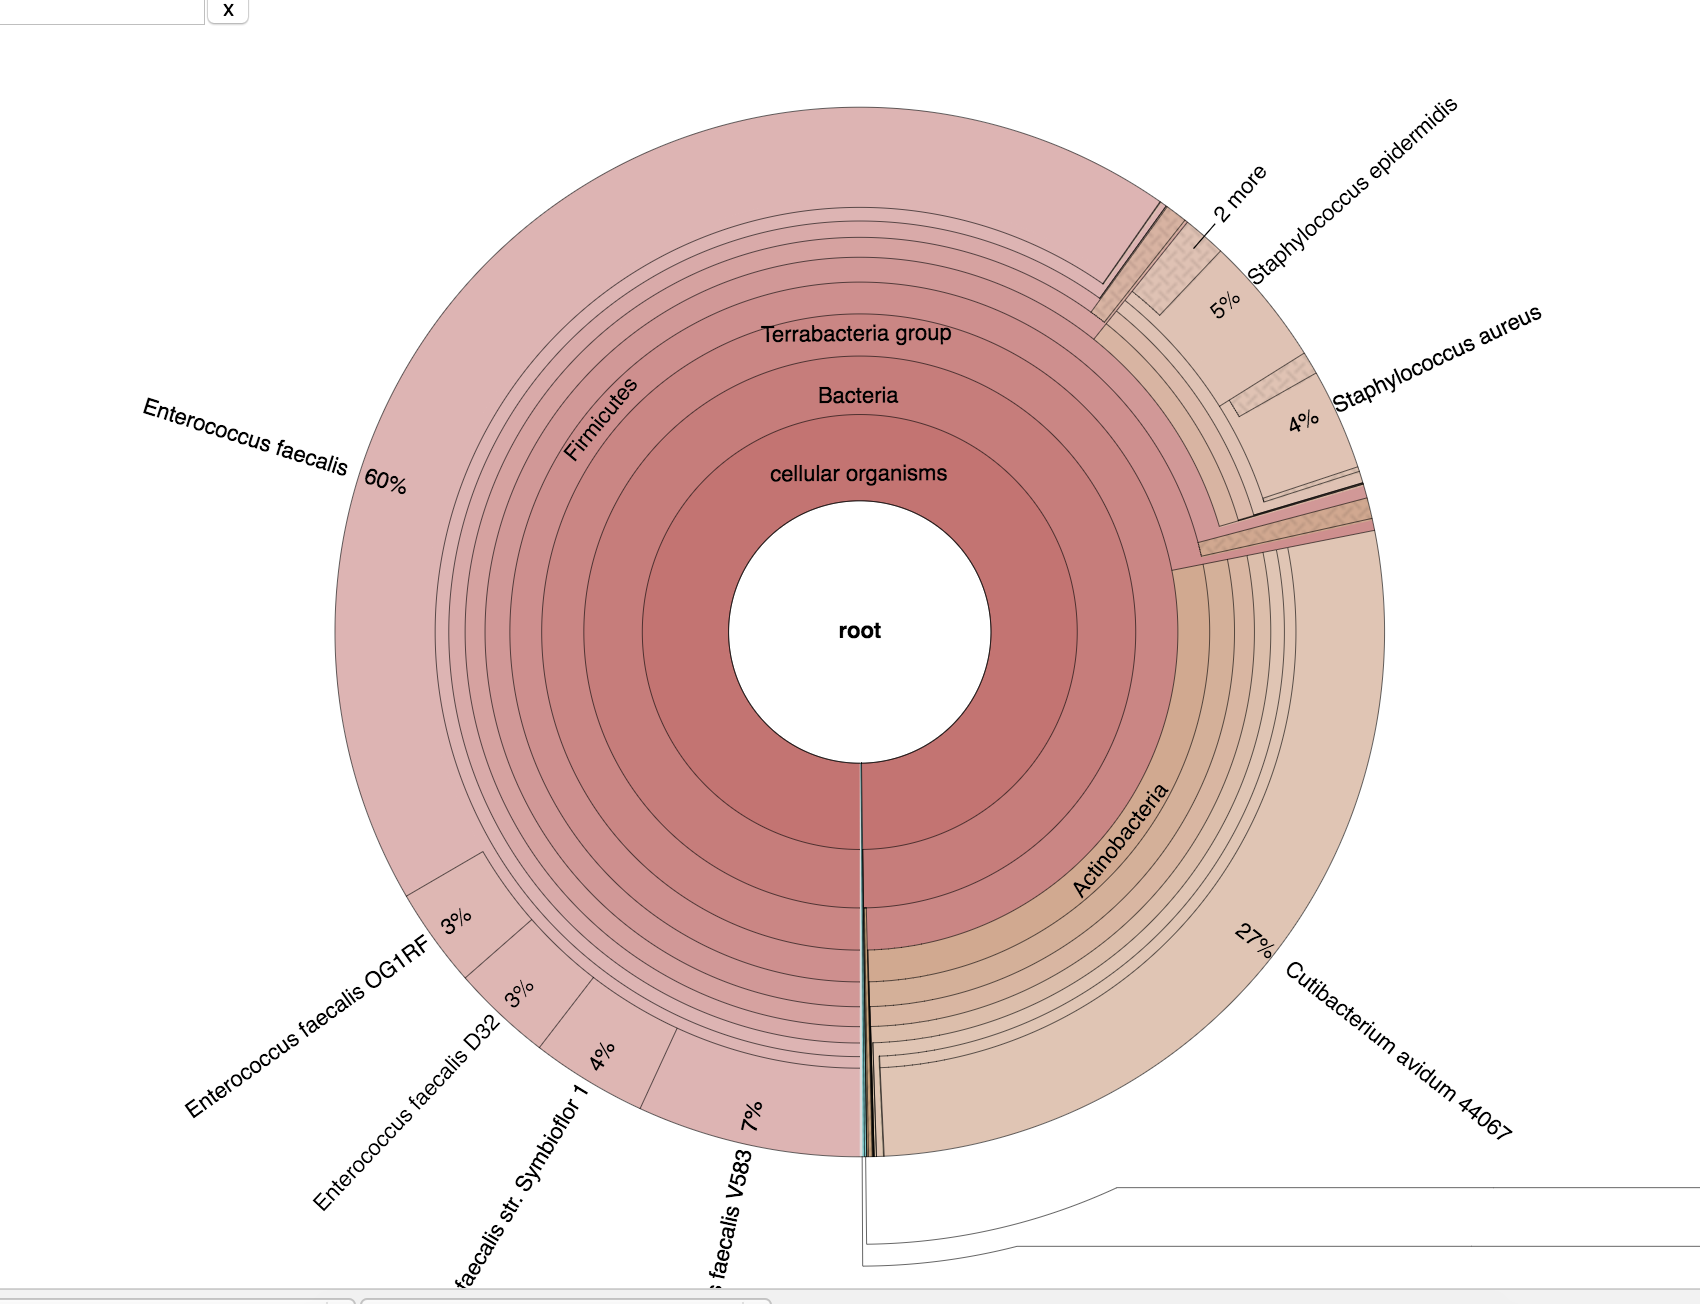 x
Staphylococcus epidermidis
2 more
5%
Staphylococcus aureus
4%
Terrabacteria group
Bacteria
Firmicutes
cellular organisms
Enterococcus faecalis 60%
root
Actinobacteria
27%
Cutibacterium avidum 44067
3%
Enterococcus faecalis OG1RF
3%
Enterococcus faecalis D32
4%
faecalis str. Symbioflor 1
7%
faecalis V583